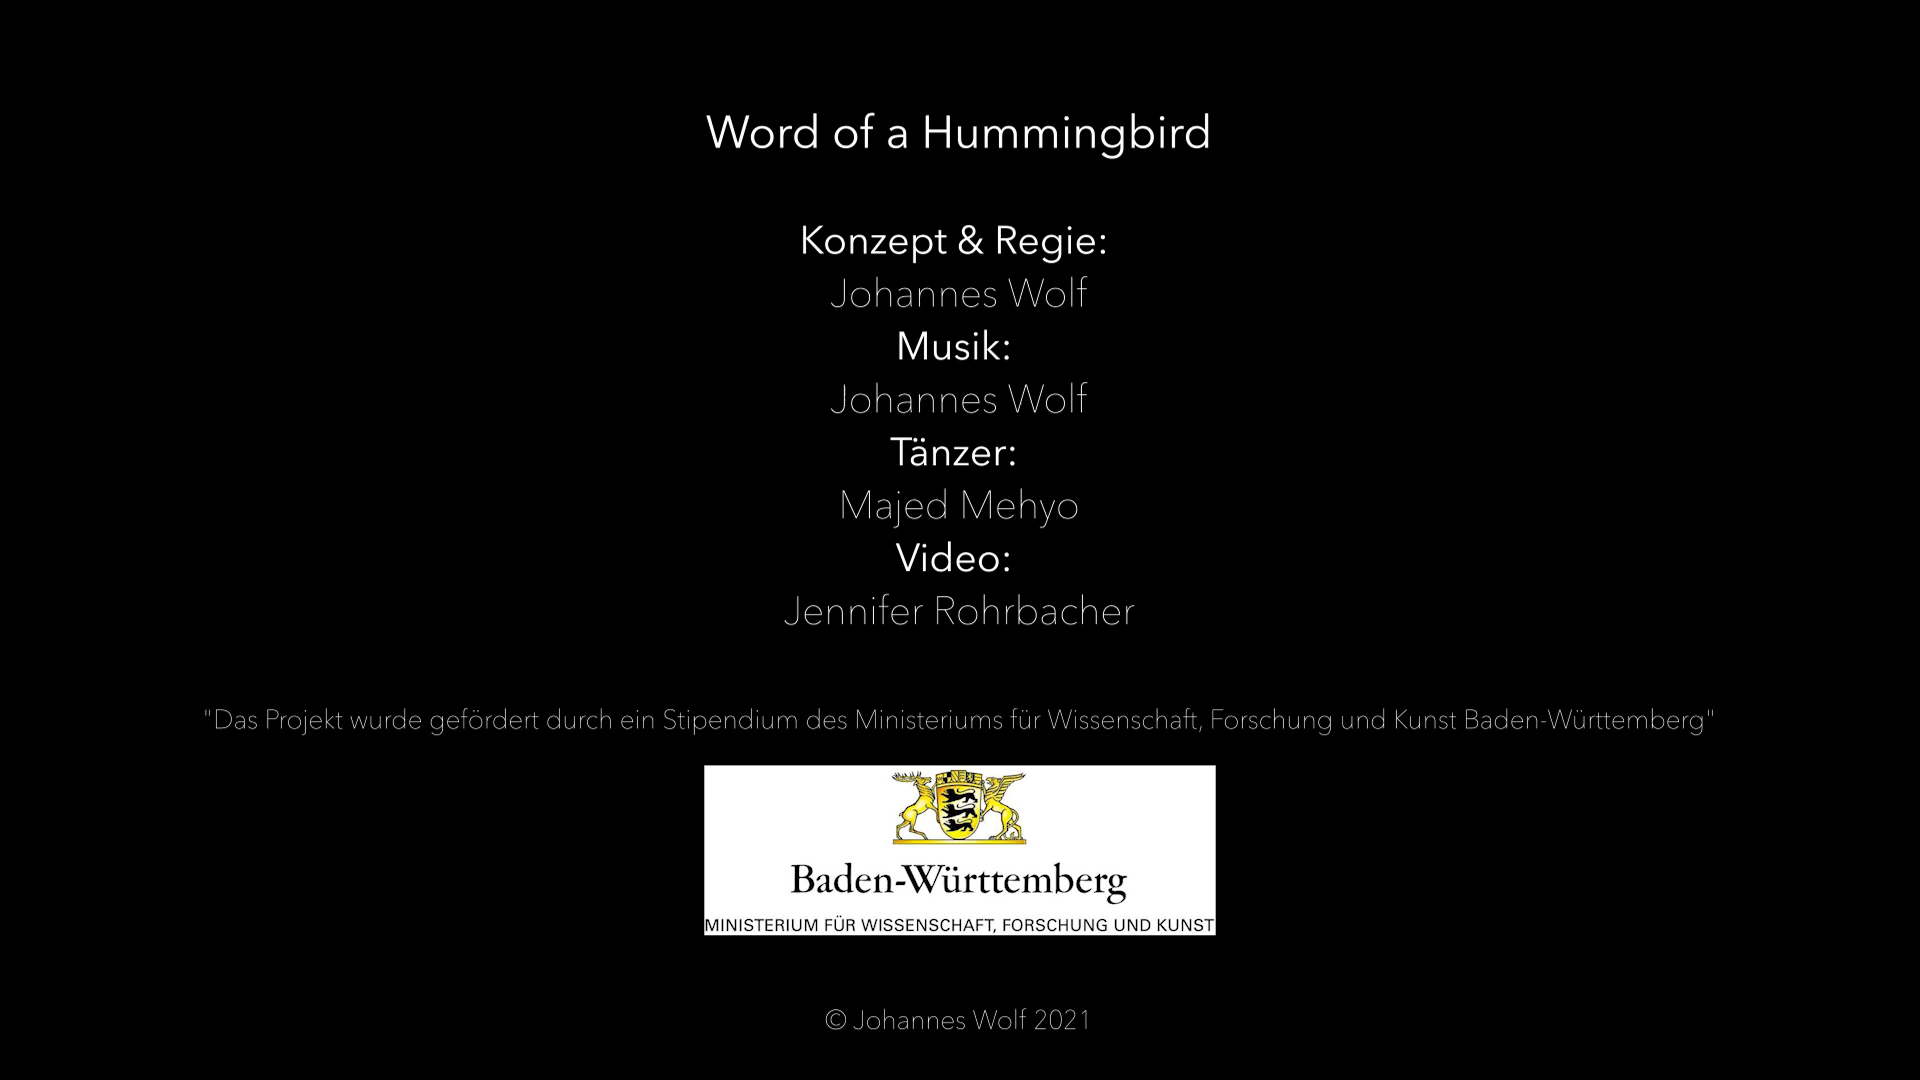 Word of a Hummingbird
Konzept & Regie:
Johannes Wolf
Musik:
Johannes Wolf
Tänzer:
Majed Mehyo
Video:
Jennifer Rohrbacher
"Das Projekt wurde gefördert durch ein Stipendium des Ministeriums für Wissenschaft, Forschung und Kunst Baden-Württemberg"
Baden-Württemberg
MINISTERIUM FÜR WISSENSCHAFT, FORSCHUNG UND KUNST
© Johannes Wolf 2021